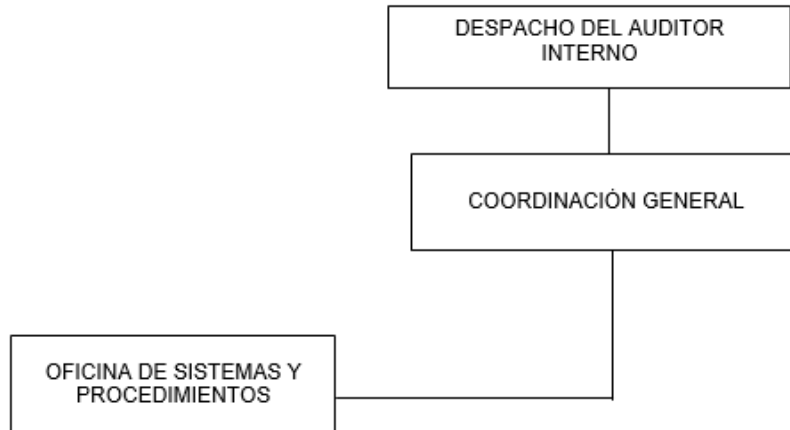 DESPACHO DEL AUDITOR
INTERNO
COORDINACIÓN GENERAL
OFICINA DE SISTEMAS Y
PROCEDIMIENTOS